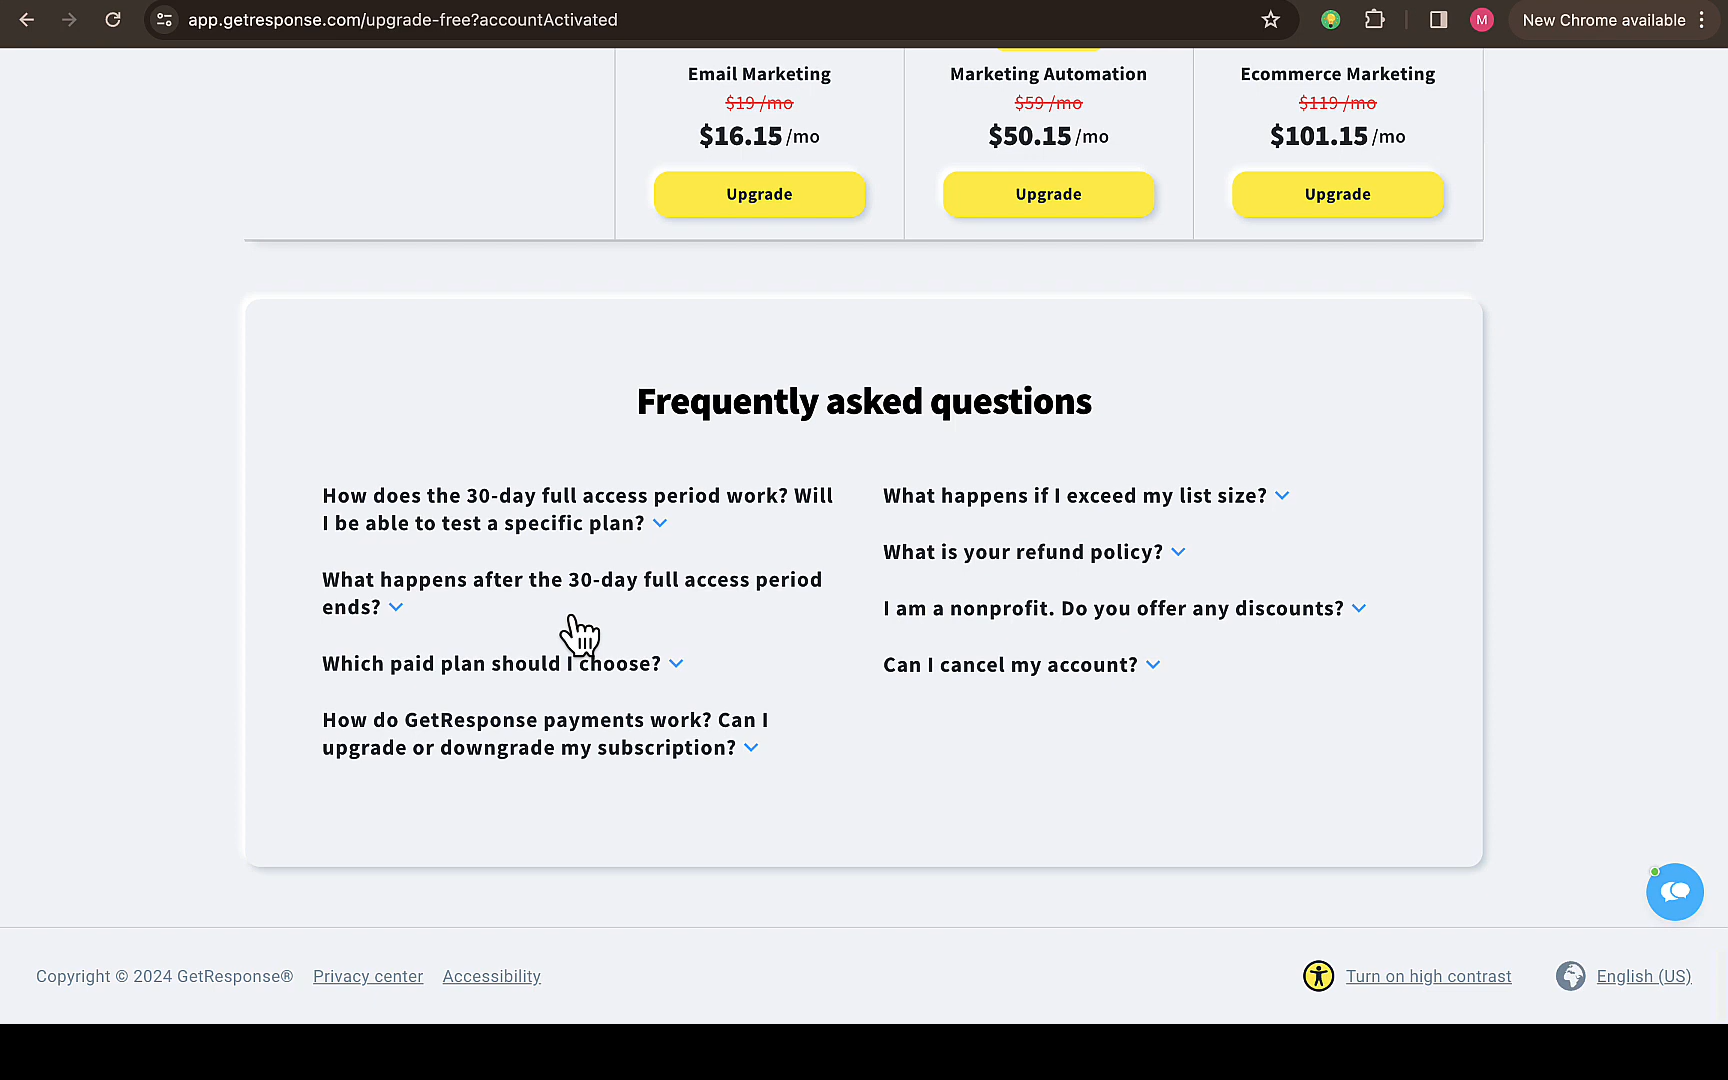 app.getresponse.com/upgrade-free?accountActivated
M
New Chrome available
Email Marketing
$19 /mo
$16.15 /mo
Upgrade
Marketing Automation
$59 /mo
$50.15 /mo
Upgrade
Ecommerce Marketing
$119 /mo
$101.15 /mo
Upgrade
Frequently asked questions
How does the 30-day full access period work? Will
I be able to test a specific plan?
What happens after the 30-day full access period
ends?
Which paid plan should I choose?
How do GetResponse payments work? Can I
upgrade or downgrade my subscription?
What happens if I exceed my list size?
What is your refund policy?
I am a nonprofit. Do you offer any discounts?
Can I cancel my account?
Copyright © 2024 GetResponse®
Privacy center
Accessibility
Turn on high contrast
English (US)